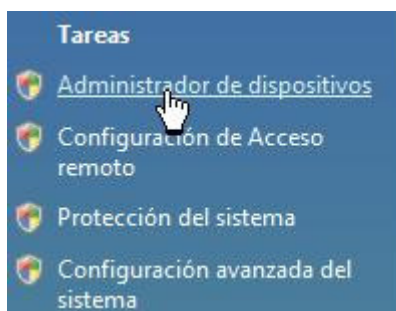 Tareas
Administrador de dispositivos
Configuración de Acceso
remoto
Protección del sistema
Configuración avanzada del
sistema